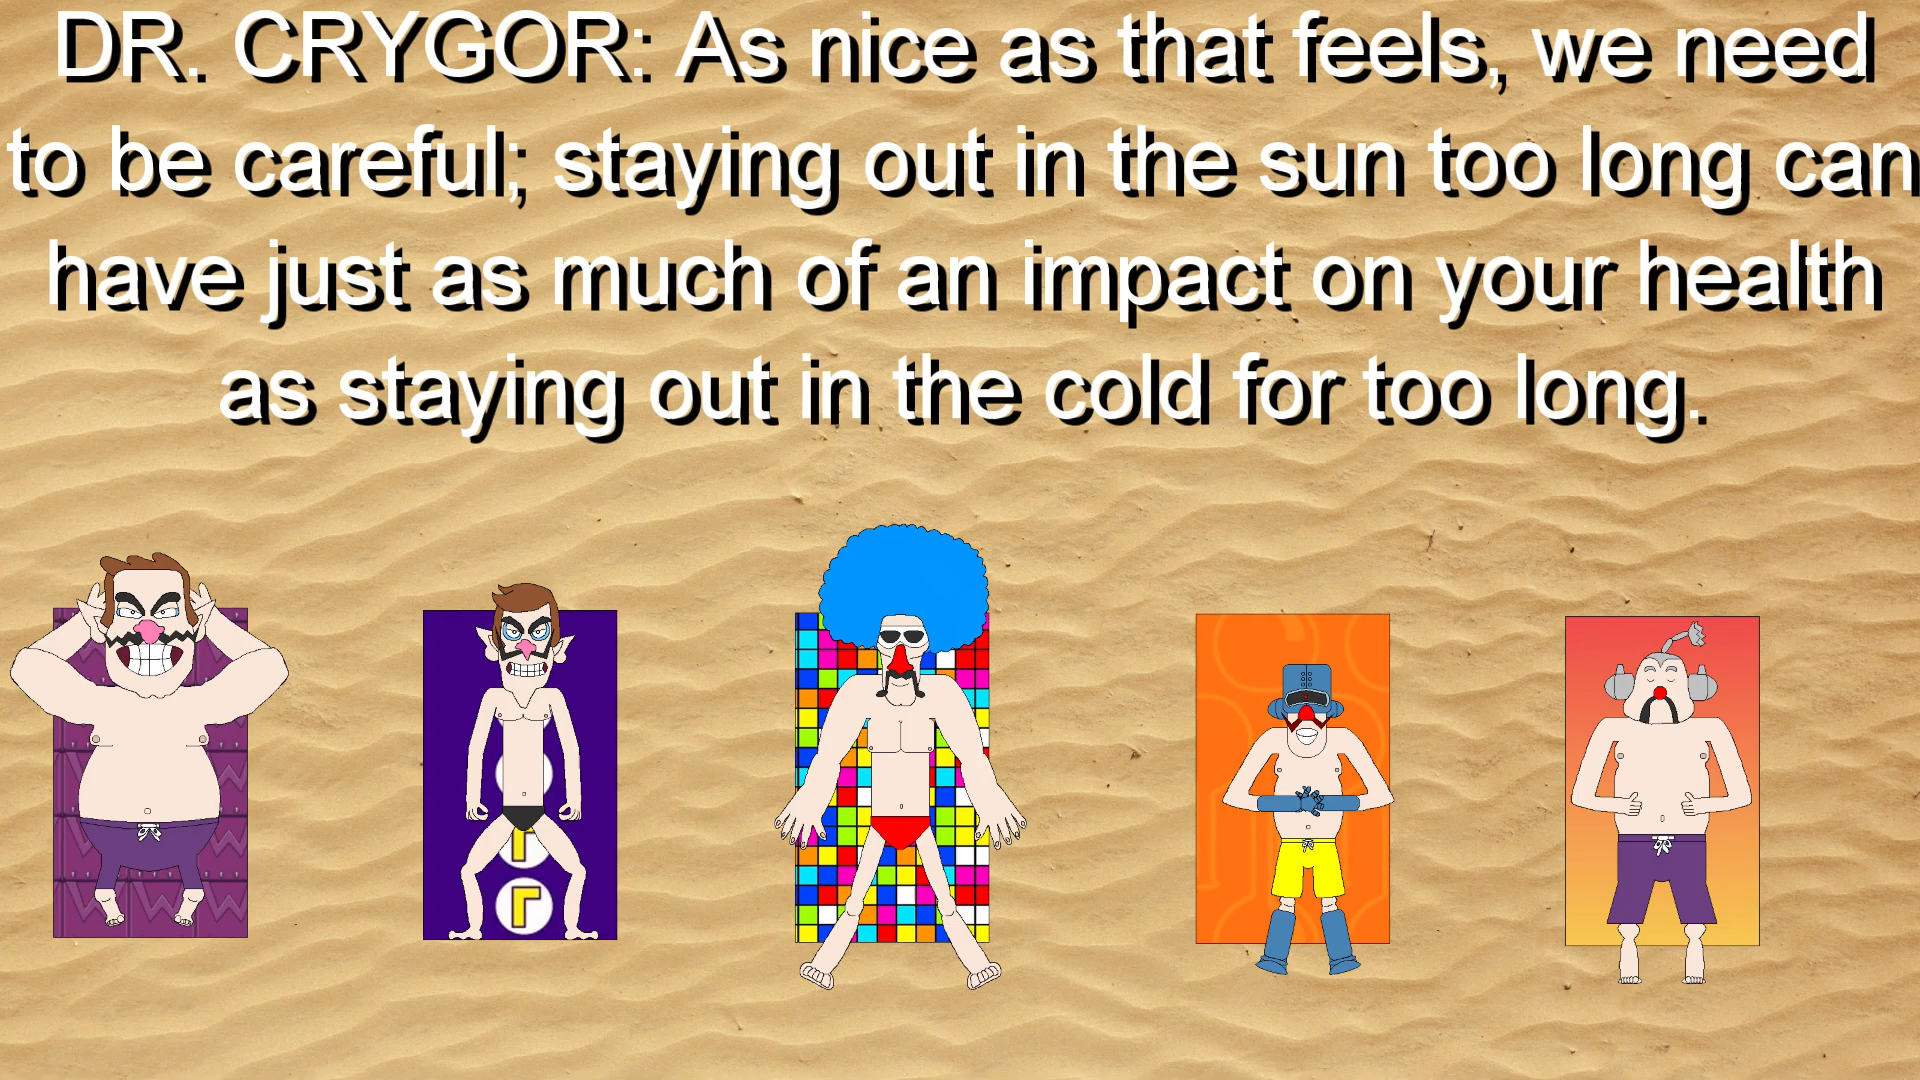 DR. CRYGOR: As nice as that feels, we need
to be careful; staying out in the sun too long can
have just as much of an impact on your health
as staying out in the cold for too long.